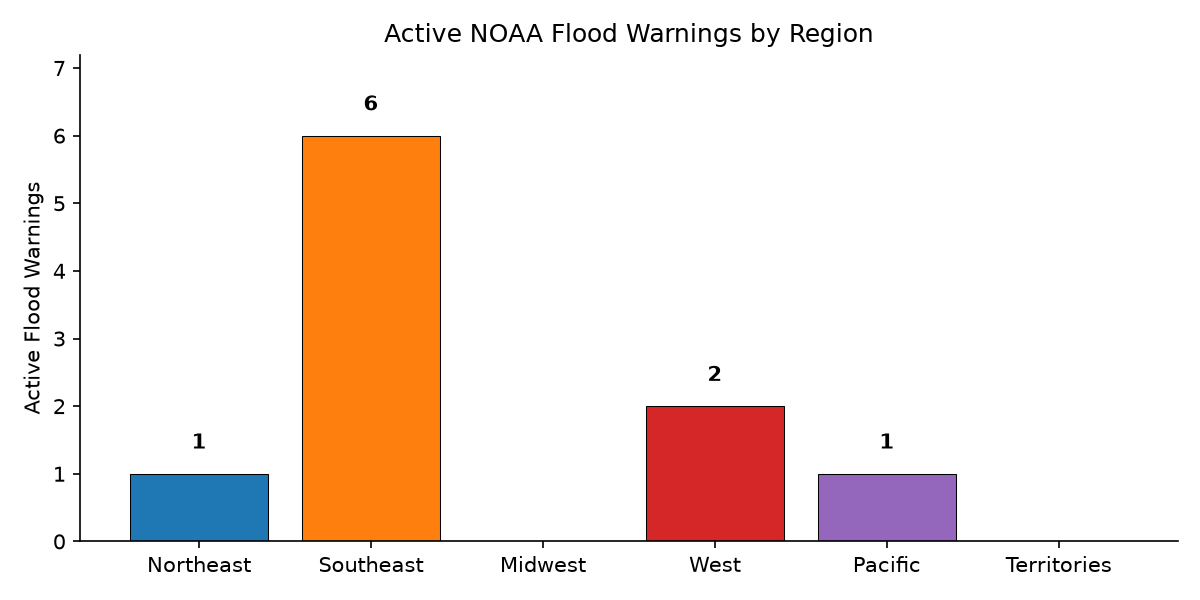 Active NOAA Flood Warnings by Region
Active Flood Warnings
7
6
5
4
3
2
1
0
1
6
2
1
Northeast
Southeast
Midwest
West
Pacific
Territories